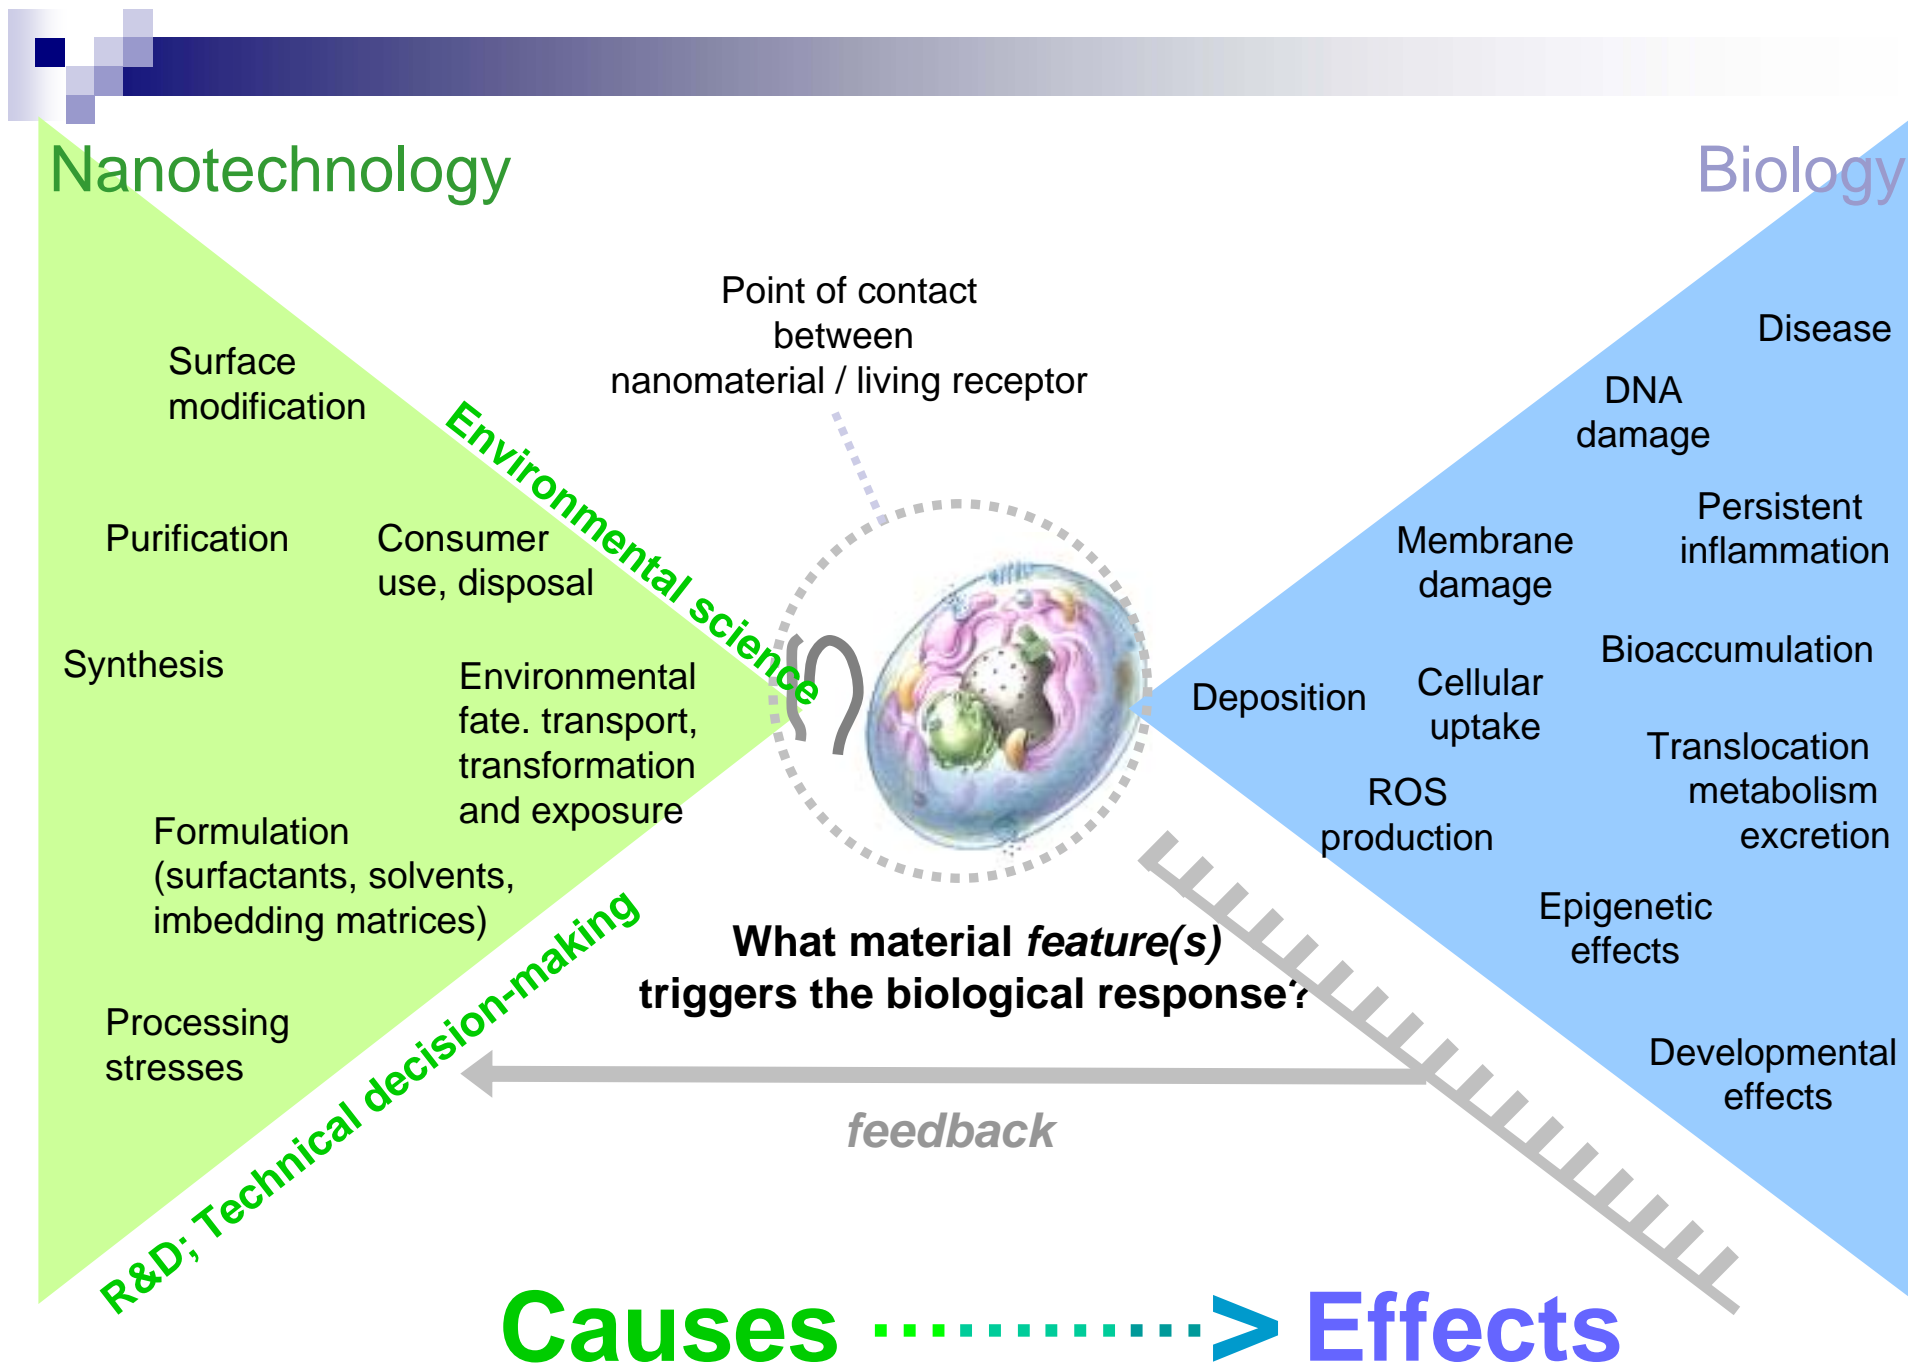 Nanotechnology
Biology
Point of contact
between
nanomaterial / living receptor
Surface
modification
Environmental science
Purification
Consumer
use, disposal
Synthesis
Environmental
fate. transport,
transformation
and exposure
Formulation
(surfactants, solvents,
imbedding matrices)
Processing
stresses
R&D; Technical decision-making
Disease
DNA
damage
Persistent
inflammation
Membrane
damage
Bioaccumulation
Deposition
Cellular
uptake
Translocation
metabolism
excretion
ROS
production
Epigenetic
effects
Developmental
effects
What material feature(s)
triggers the biological response?
feedback
Causes > Effects